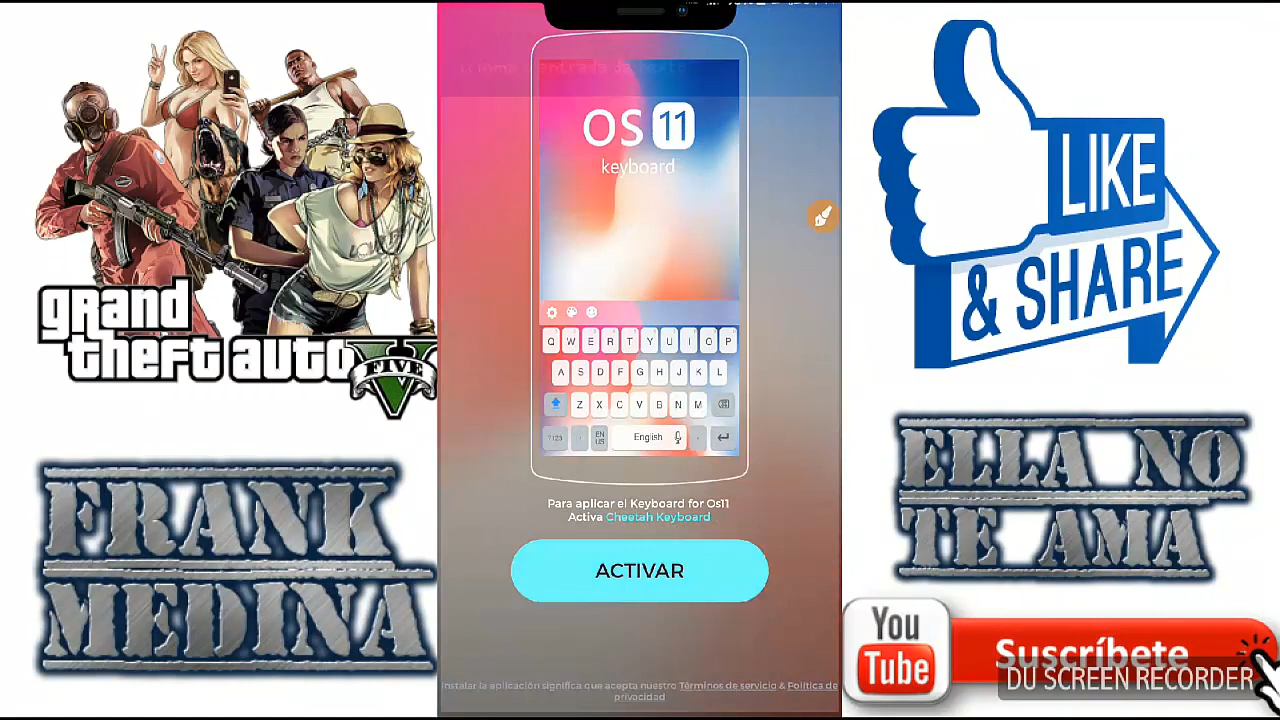 grand
theft auto
FIVE
FRANK
MEDINA
OS 11
keyboard
Q W E R T Y U I O P
A S D F G H J K L
Z X C V B N M
?123
EN
US
English
Para aplicar el Keyboard for Os11
Activa Cheetah Keyboard
ACTIVAR
Instalar la aplicación significa que acepta nuestro Términos de servicio & Política de
privacidad
LIKE
& SHARE
ELLA NO
TE AMA
You
Tube
Suscríbete
DU SCREEN RECORDER